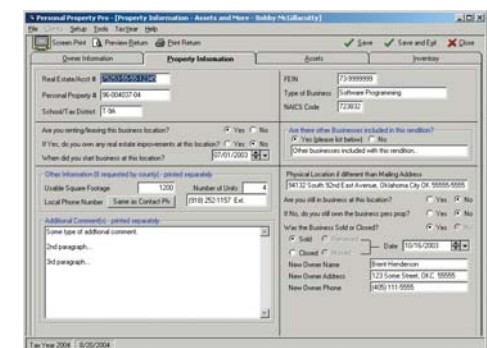 Personal Property Pro - [Property Information - Assets and More - Bobby McGillacutty]
File Setup Tools TaxYear Help
Screen Print Preview Return Print Return Save Save and Exit Close
Owner Information Property Information Assets Inventory
Real Estate/Acct #
Personal Property # 96-004037-04
School/Tax District T-9A
Are you renting/leasing this business location? Yes No
If Yes, do you own any real estate improvements at this location? Yes No
When did you start business at this location? 07/01/2003
Other Information (If requested by county) - printed separately
Usable Square Footage 1200 Number of Units 4
Local Phone Number Same as Contact Ph (918) 252-1157 Ext.
Additional Comment(s) - printed separately
Some type of additional comment.
2nd paragraph...
3rd paragraph...
FEIN 73-9999999
Type of Business Software Programming
NAICS Code 723832
Are there other Businesses included in this rendition?
Yes (please list below) No
Other businesses included with this rendition..
Physical Location if different than Mailing Address
94132 South 92nd East Avenue, Oklahoma City OK 55555-5555
Are you still in business at this location? Yes No
If No, do you still own the business pers prop? Yes No
Was the Business Sold or Closed? Yes No
Sold Renamed
Closed Moved
Date 10/16/2003
New Owner Name Brent Henderson
New Owner Address 123 Some Street, OKC 55555
New Owner Phone (405) 111-5555
Tax Year 2004 8/20/2004